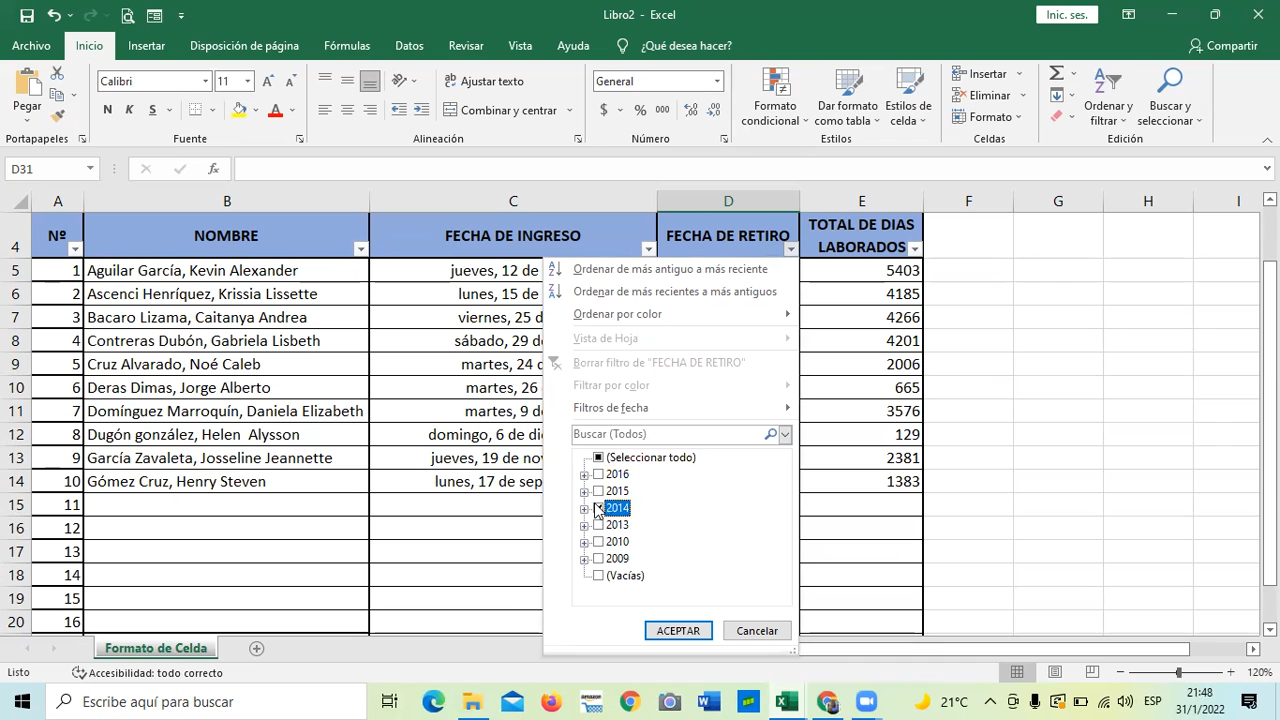 Libro2 - Excel
Inic. ses.
Archivo Inicio Insertar Disposición de página Fórmulas Datos Revisar Vista Ayuda ¿Qué desea hacer? Compartir
Pegar
Calibri 11
N K S
Ajustar texto
Combinar y centrar
General
$ % 000
Formato condicional
Dar formato como tabla
Estilos de celda
Insertar
Eliminar
Formato
Ordenar y filtrar
Buscar y seleccionar
Portapapeles Fuente Alineación Número Estilos Celdas Edición
D31
A B C D E F G H I
4 Nº NOMBRE FECHA DE INGRESO FECHA DE RETIRO TOTAL DE DIAS LABORADOS
5 1 Aguilar García, Kevin Alexander jueves, 12 de 5403
6 2 Ascenci Henríquez, Krissia Lissette lunes, 15 de 4185
7 3 Bacaro Lizama, Caitanya Andrea viernes, 25 d 4266
8 4 Contreras Dubón, Gabriela Lisbeth sábado, 29 d 4201
9 5 Cruz Alvarado, Noé Caleb martes, 24 d 2006
10 6 Deras Dimas, Jorge Alberto martes, 26 665
11 7 Domínguez Marroquín, Daniela Elizabeth martes, 9 d 3576
12 8 Dugón gonzález, Helen Alysson domingo, 6 de di 129
13 9 García Zavaleta, Josseline Jeannette jueves, 19 de no 2381
14 10 Gómez Cruz, Henry Steven lunes, 17 de sep 1383
15 11
16 12
17 13
18 14
19 15
20 16
Ordenar de más antiguo a más reciente
Ordenar de más recientes a más antiguos
Ordenar por color
Vista de Hoja
Borrar filtro de "FECHA DE RETIRO"
Filtrar por color
Filtros de fecha
Buscar (Todos)
(Seleccionar todo)
2016
2015
2014
2013
2010
2009
(Vacías)
ACEPTAR Cancelar
Formato de Celda
Listo Accesibilidad: todo correcto 120%
Escribe aquí para buscar
amazon
21°C
ESP
21:48
31/1/2022